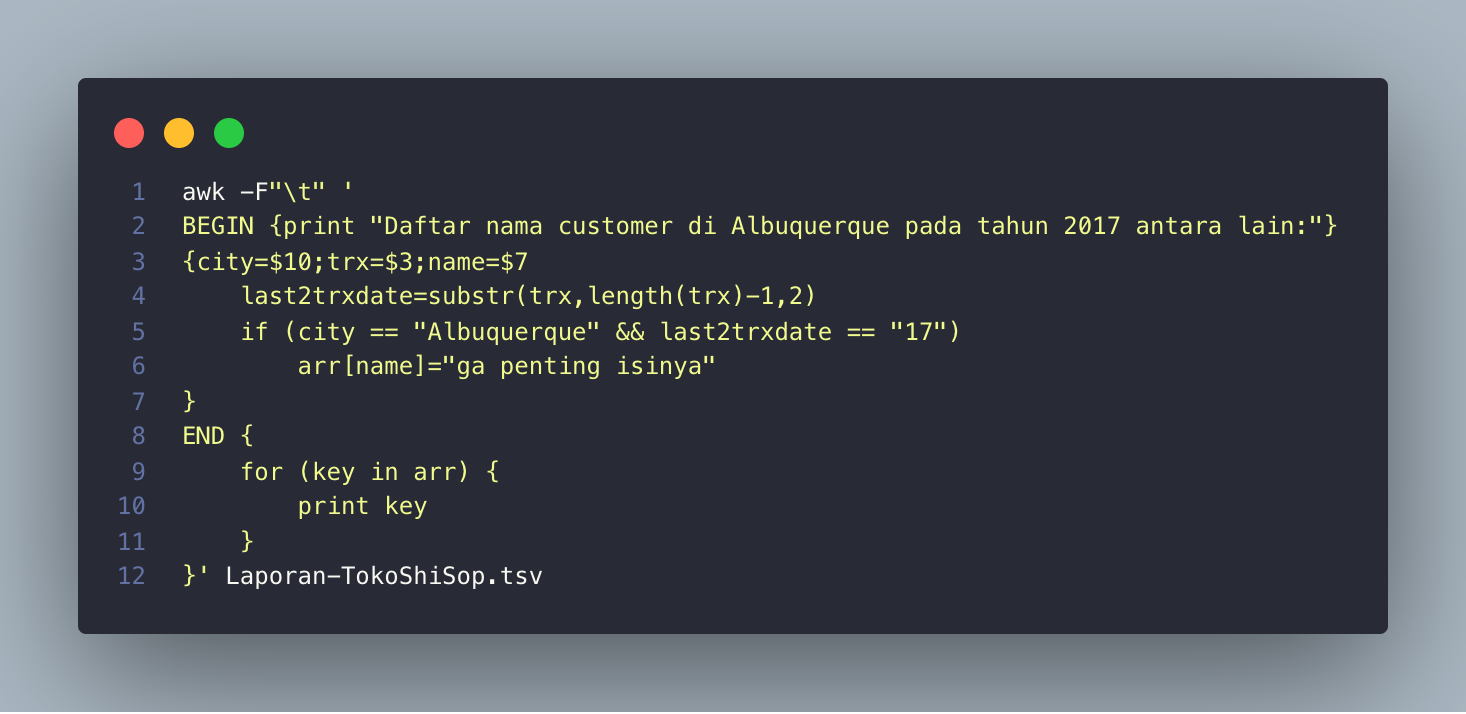 1 awk -F"\t" '
2 BEGIN {print "Daftar nama customer di Albuquerque pada tahun 2017 antara lain:"}
3 {city=$10;trx=$3;name=$7
4     last2trxdate=substr(trx,length(trx)-1,2)
5     if (city == "Albuquerque" && last2trxdate == "17")
6         arr[name]="ga penting isinya"
7 }
8 END {
9     for (key in arr) {
10         print key
11     }
12 }' Laporan-TokoShiSop.tsv